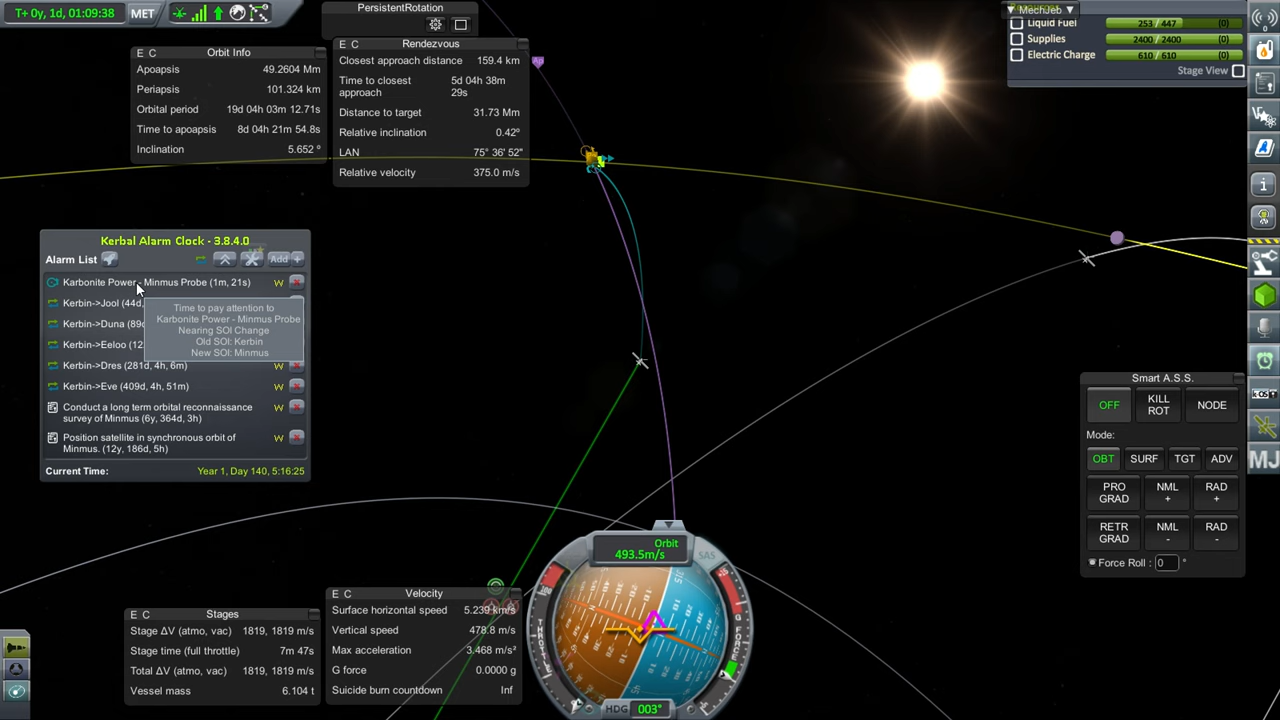 T+ 0y, 1d, 01:09:38 MET
PersistentRotation
MechJeb
Liquid Fuel 253 / 447 (0)
Supplies 2400 / 2400 (0)
Electric Charge 610 / 610 (0)
Stage View
E C Orbit Info
Apoapsis 49.2604 Mm
Periapsis 101.324 km
Orbital period 19d 04h 03m 12.71s
Time to apoapsis 8d 04h 21m 54.8s
Inclination 5.652 º
E C Rendezvous
Closest approach distance 159.4 km
Time to closest approach 5d 04h 38m 29s
Distance to target 31.73 Mm
Relative inclination 0.42º
LAN 75° 36' 52"
Relative velocity 375.0 m/s
Ap
Kerbal Alarm Clock - 3.8.4.0
Alarm List Add +
Karbonite Power - Minmus Probe (1m, 21s) W
Kerbin->Jool (44d,
Kerbin->Duna (89d
Kerbin->Eeloo (12
Kerbin->Dres (281d, 4h, 6m) W
Kerbin->Eve (409d, 4h, 51m) W
Conduct a long term orbital reconnaissance
survey of Minmus (6y, 364d, 3h) W
Position satellite in synchronous orbit of
Minmus. (12y, 186d, 5h) W
Current Time: Year 1, Day 140, 5:16:25
Time to pay attention to
Karbonite Power - Minmus Probe
Nearing SOI Change
Old SOI: Kerbin
New SOI: Minmus
Smart A.S.S.
OFF KILL ROT NODE
Mode:
OBT SURF TGT ADV
PRO GRAD NML + RAD +
RETR GRAD NML - RAD -
Force Roll : 0 °
kOS
MJ
E C Stages
Stage ΔV (atmo, vac) 1819, 1819 m/s
Stage time (full throttle) 7m 47s
Total ΔV (atmo, vac) 1819, 1819 m/s
Vessel mass 6.104 t
E C Velocity
Surface horizontal speed 5.239 km/s
Vertical speed 478.8 m/s
Max acceleration 3.468 m/s²
G force 0.0000 g
Suicide burn countdown Inf
Orbit
493.5m/s
SAS
THROTTLE
G FORCE
HDG 003°